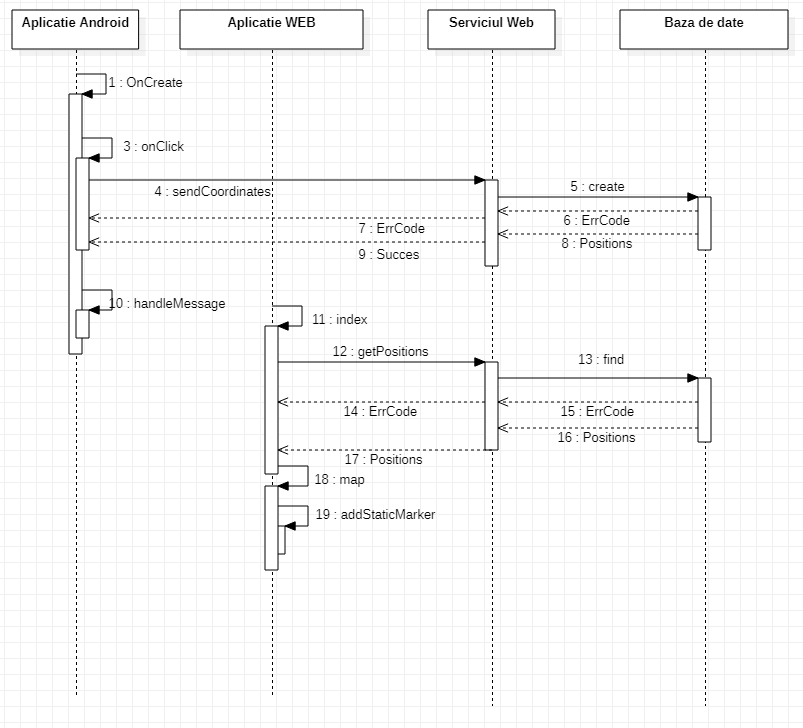 Aplicatie Android
Aplicatie WEB
Serviciul Web
Baza de date
1 : OnCreate
3 : onClick
4 : sendCoordinates
5 : create
6 : ErrCode
7 : ErrCode
8 : Positions
9 : Succes
10 : handleMessage
11 : index
12 : getPositions
13 : find
14 : ErrCode
15 : ErrCode
16 : Positions
17 : Positions
18 : map
19 : addStaticMarker